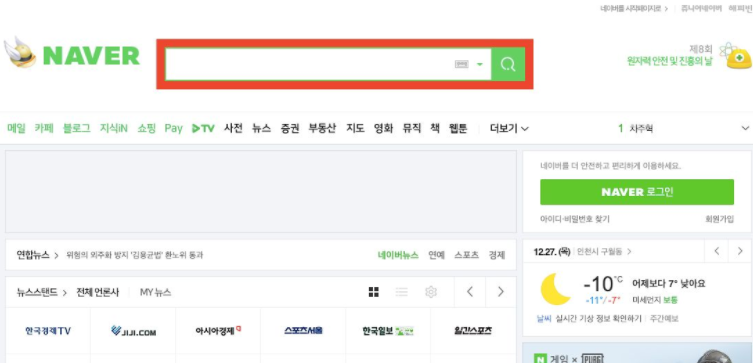 네이버를 시작페이지로 > 쥬니어네이버 해피빈
NAVER
제8회
원자력 안전 및 진흥의 날
메일 카페 블로그 지식iN 쇼핑 Pay TV 사전 뉴스 증권 부동산 지도 영화 뮤직 책 웹툰 더보기
1 차주혁
네이버를 더 안전하고 편리하게 이용하세요.
NAVER 로그인
아이디·비밀번호 찾기 회원가입
연합뉴스 > 위험의 외주화 방지 '김용균법' 환노위 통과
네이버뉴스 연예 스포츠 경제
12.27.(목) 인천시 구월동 >
뉴스스탠드 > 전체 언론사 MY 뉴스
-10°C 어제보다 7° 낮아요
-11°/-7° 미세먼지 보통
날씨 실시간 기상 정보 확인하기 주간예보
한국경제TV JIJI.COM 아시아경제 스포츠서울 한국일보 일간스포츠
N 게임 × PUBG